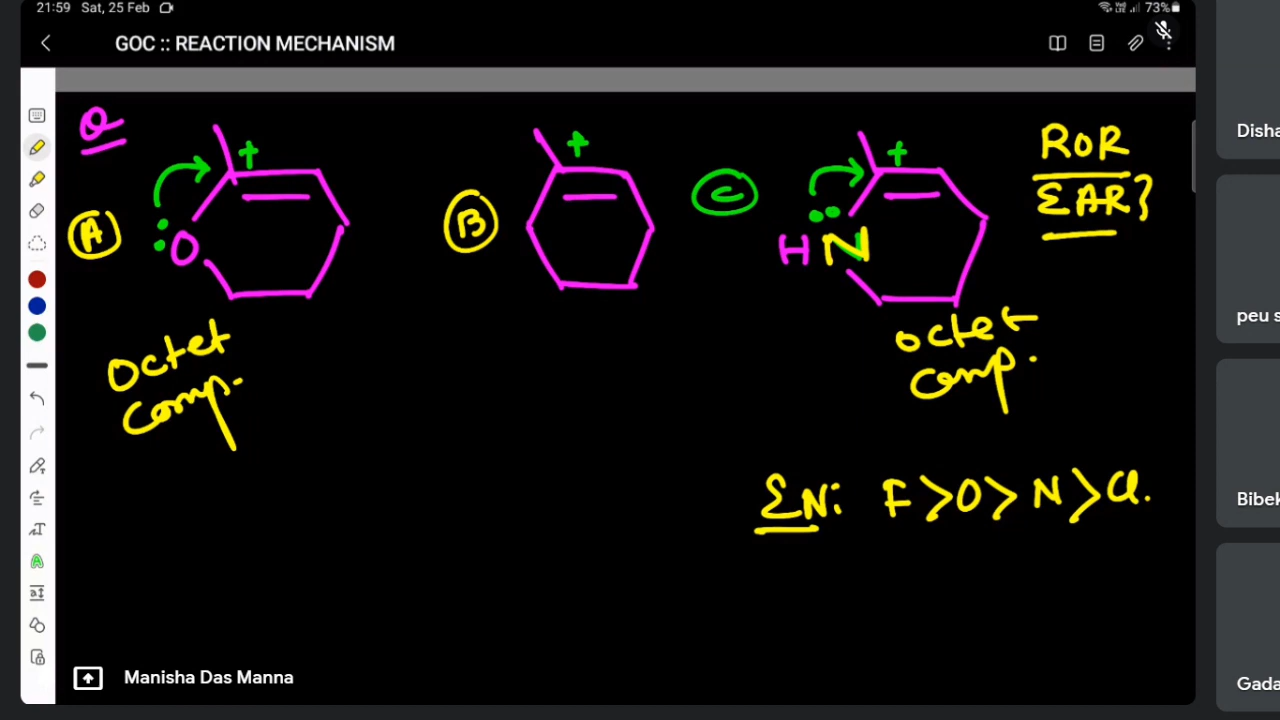 21:59 Sat, 25 Feb
73%
GOC :: REACTION MECHANISM
Q
A
B
C
+
+
+
O
H N
ROR
EAR}
Octet
comp.
octet
comp.
EN: F>O>N>Cl.
Manisha Das Manna
Disha
peu s
Bibek
Gada